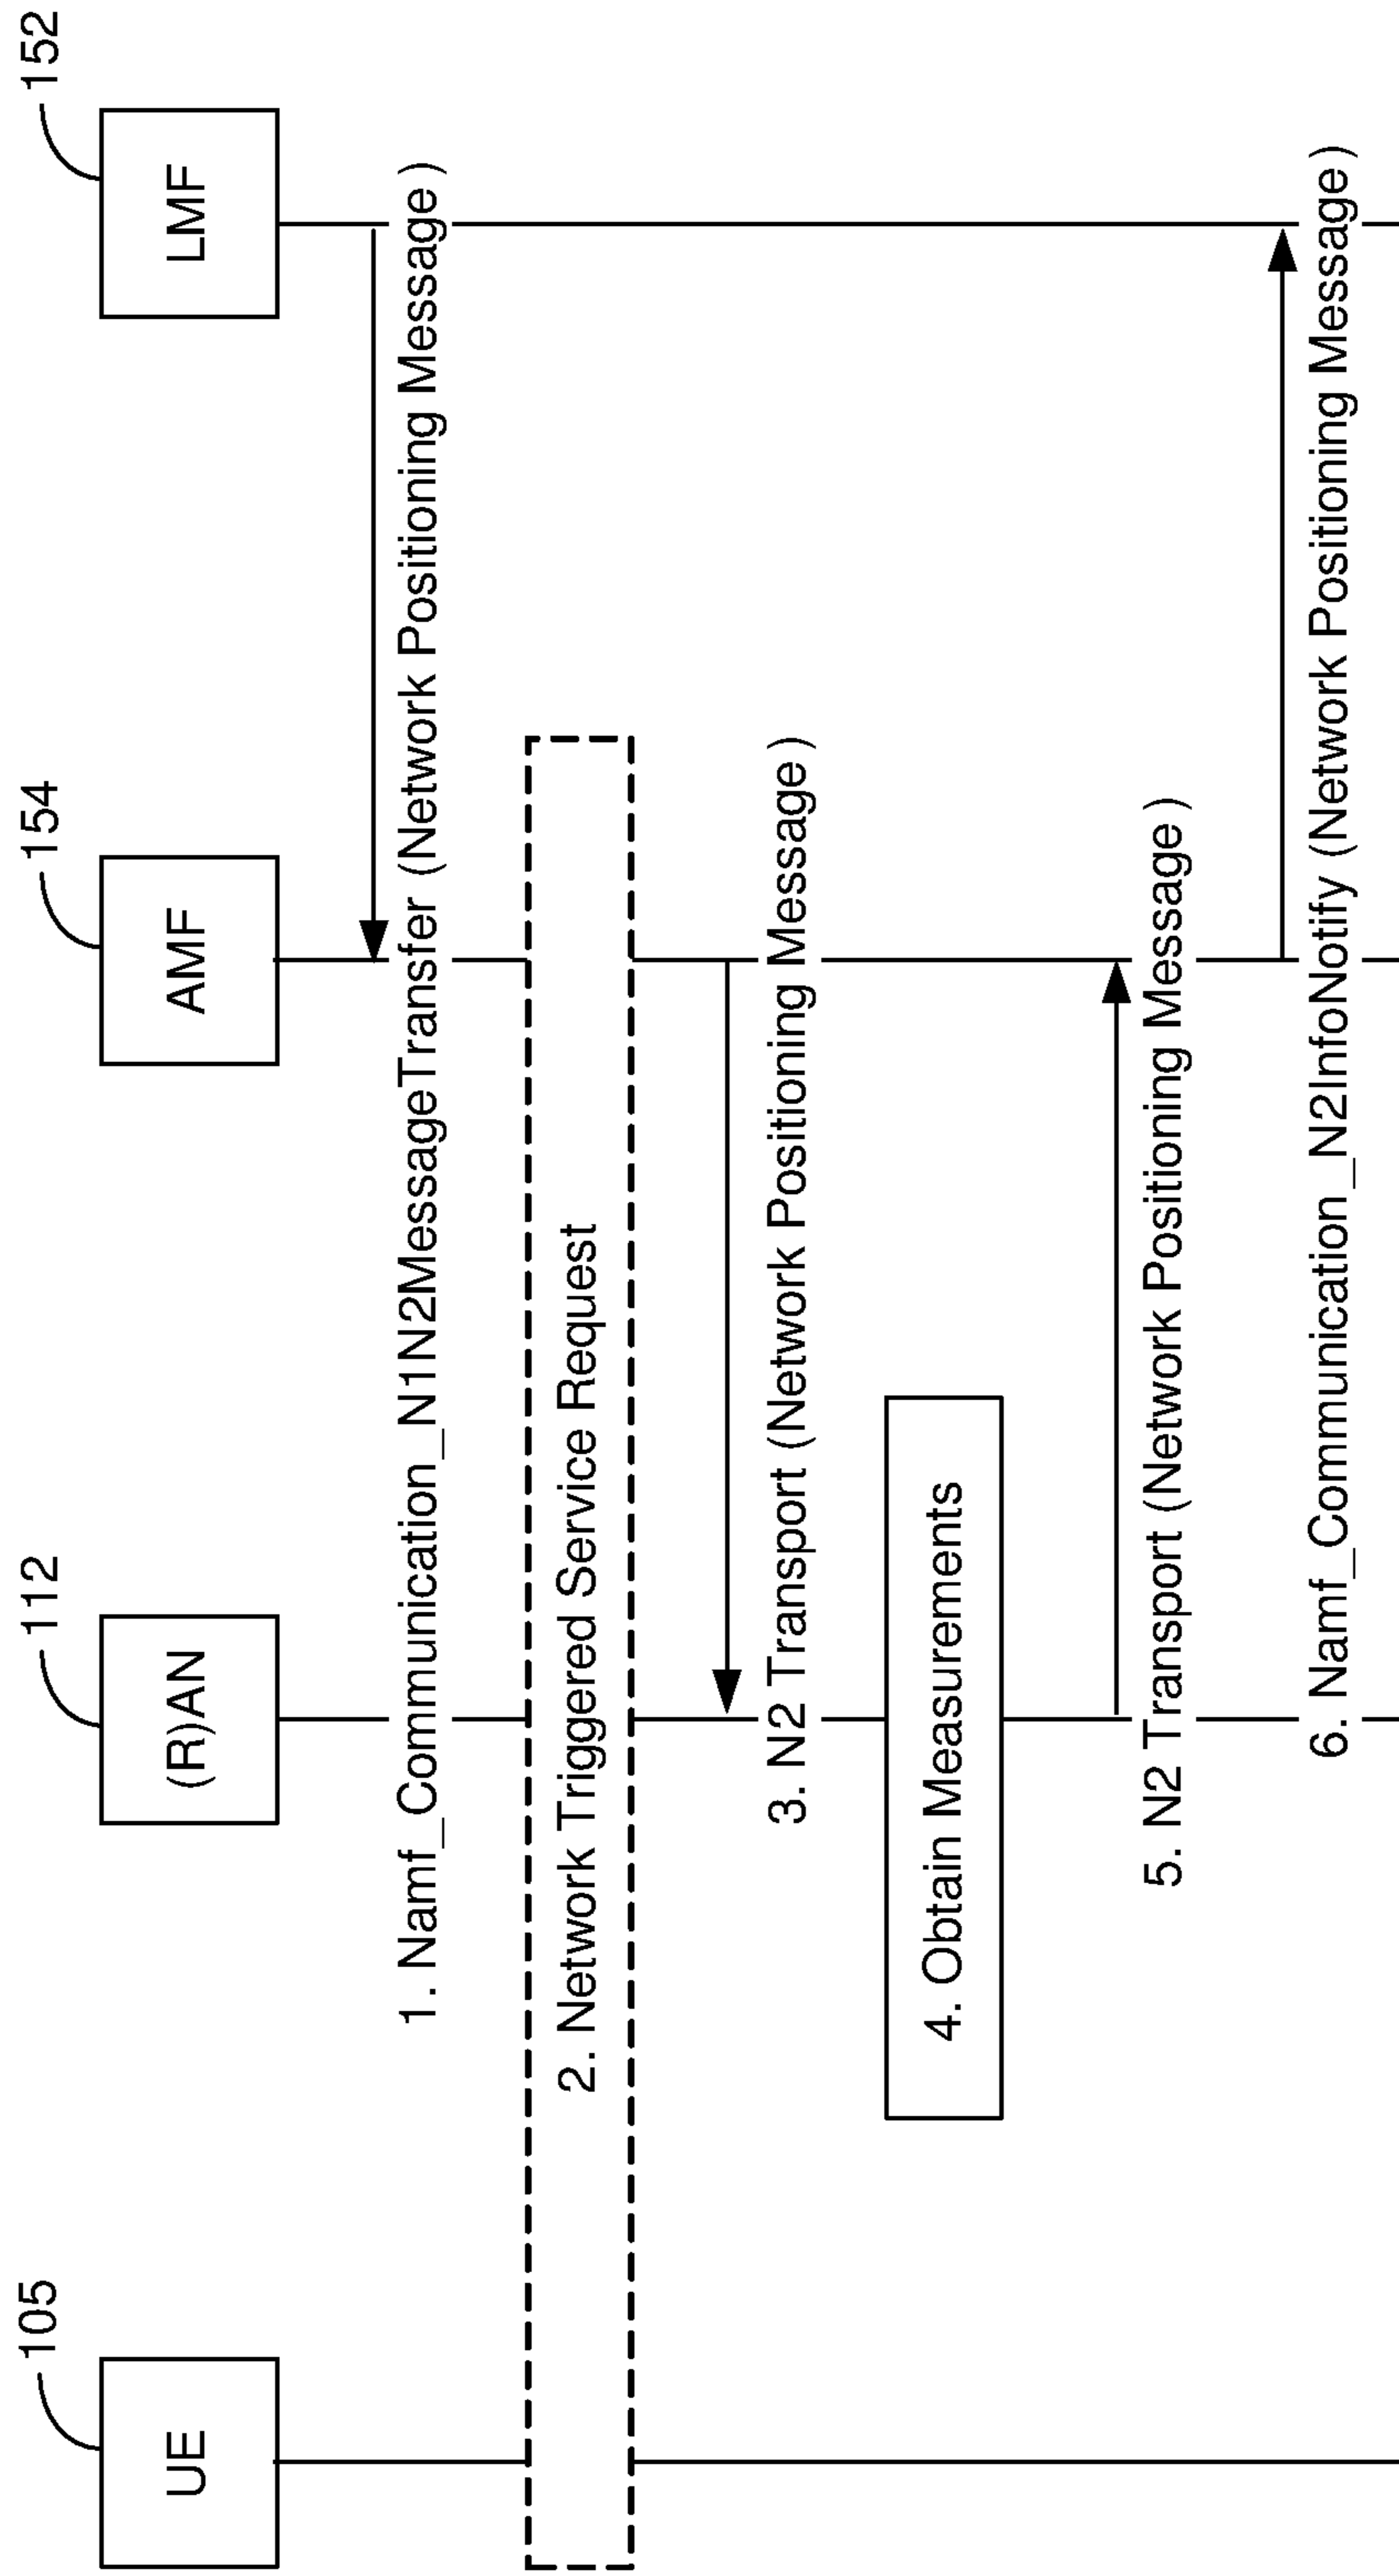 105
112
154
152
UE
(R)AN
AMF
LMF
1. Namf_Communication_N1N2MessageTransfer (Network Positioning Message)
2. Network Triggered Service Request
3. N2 Transport (Network Positioning Message)
4. Obtain Measurements
5. N2 Transport (Network Positioning Message)
6. Namf_Communication_N2InfoNotify (Network Positioning Message)